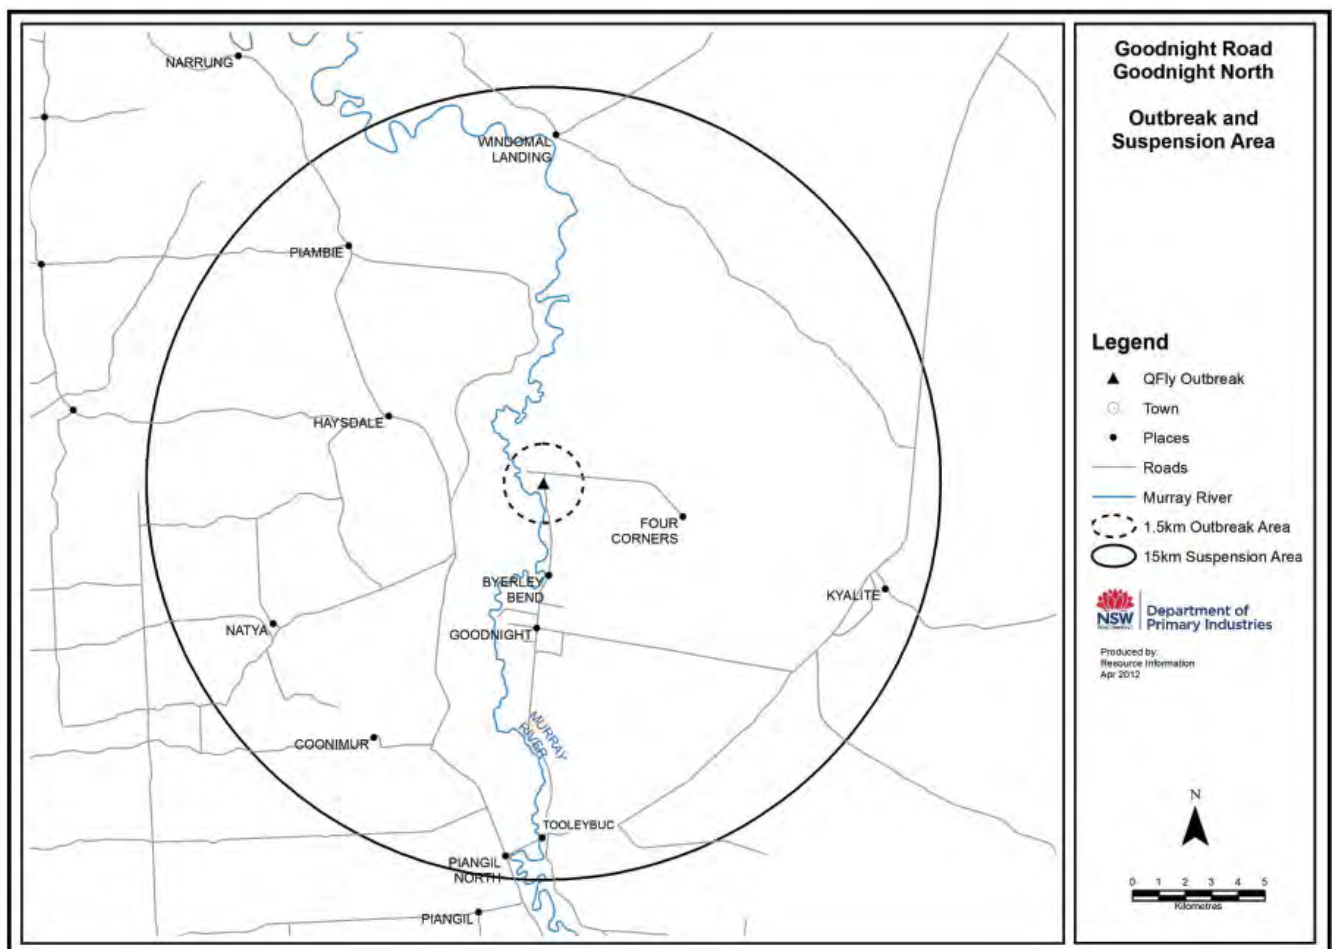 Goodnight Road
Goodnight North
Outbreak and
Suspension Area
NARRUNG
WINDOMAL
LANDING
PIAMBIE
HAYSDALE
FOUR
CORNERS
BYERLEY
BEND
KYALITE
NATYA
GOODNIGHT
MURRAY
RIVER
COONIMUR
TOOLEYBUC
PIANGIL
NORTH
PIANGIL
Legend
QFly Outbreak
Town
Places
Roads
Murray River
1.5km Outbreak Area
15km Suspension Area
NSW
Department of
Primary Industries
Produced by:
Resource Information
Apr 2012
N
0 1 2 3 4 5
Kilometres